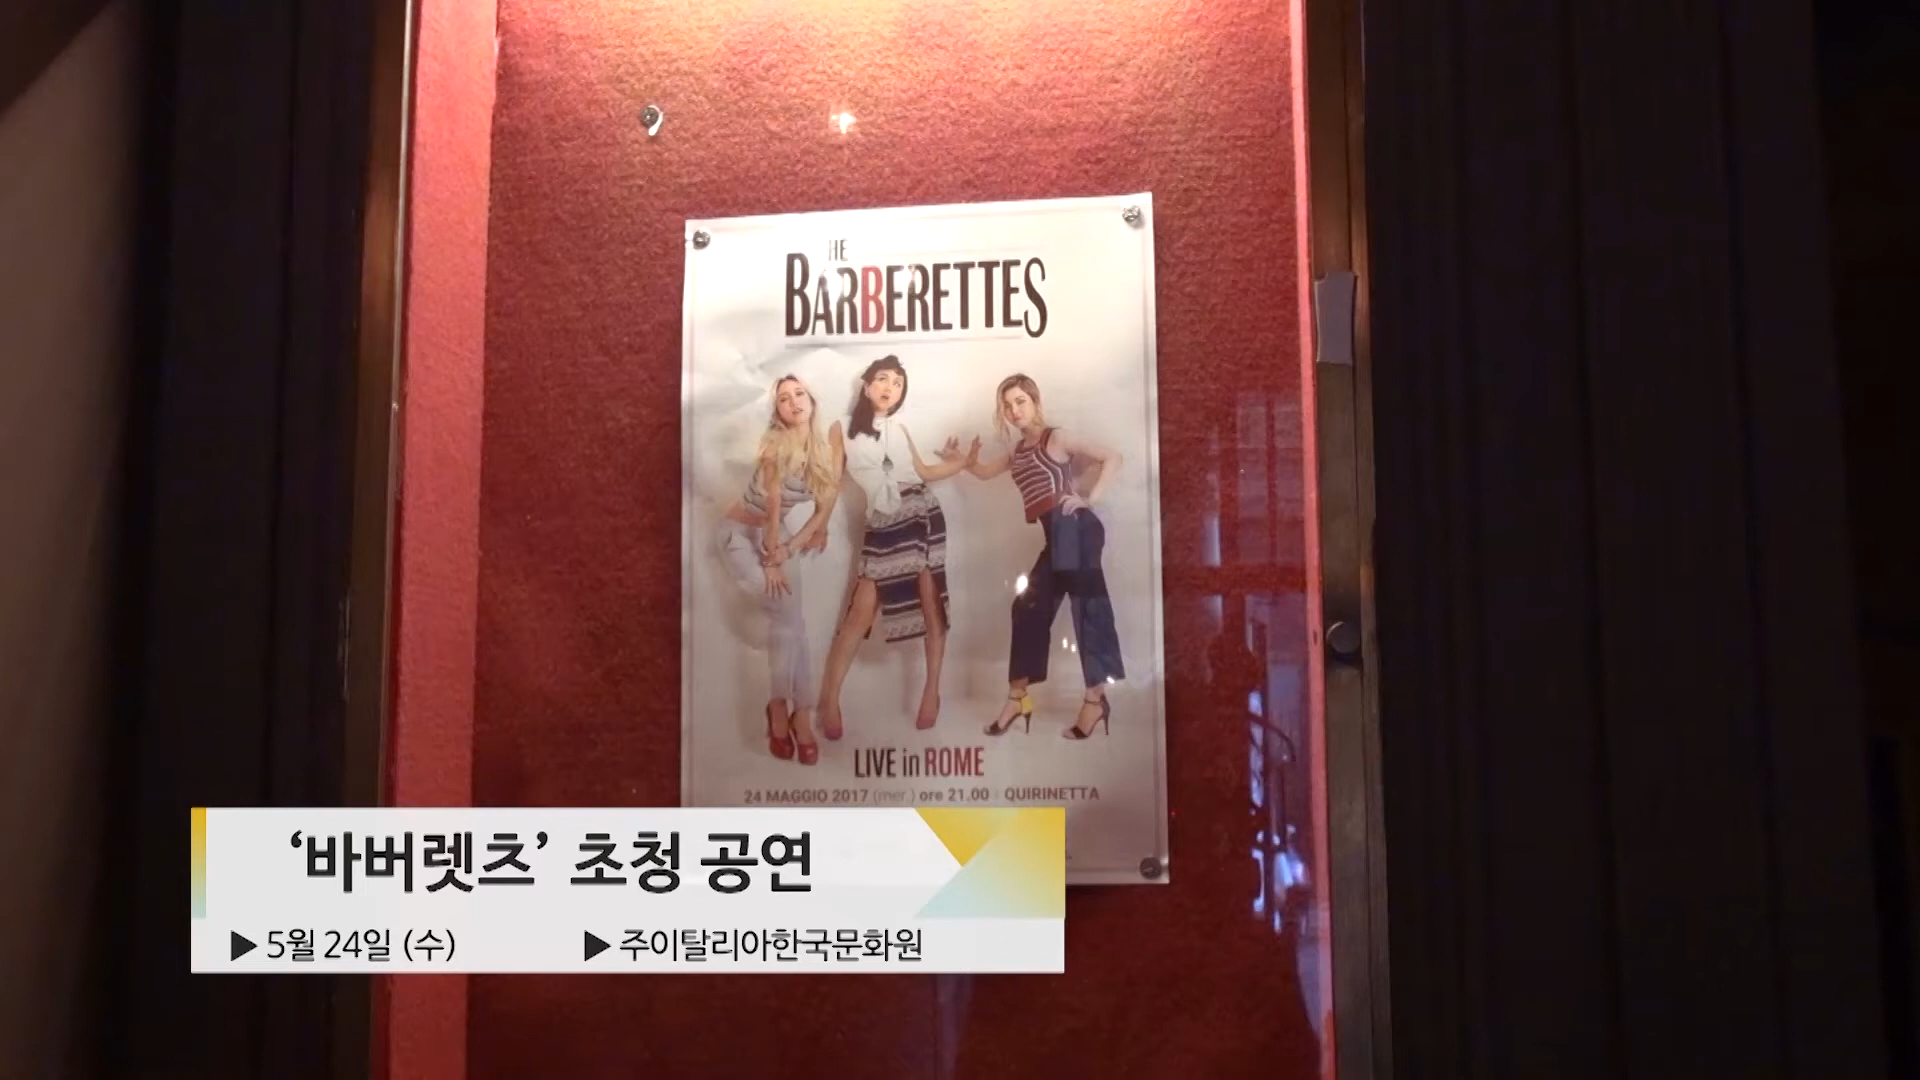 THE
BARBERETTES
LIVE in ROME
24 MAGGIO 2017 (mer.) ore 21.00 - QUIRINETTA
‘바버렛츠’ 초청 공연
▶ 5월 24일 (수) ▶ 주이탈리아한국문화원